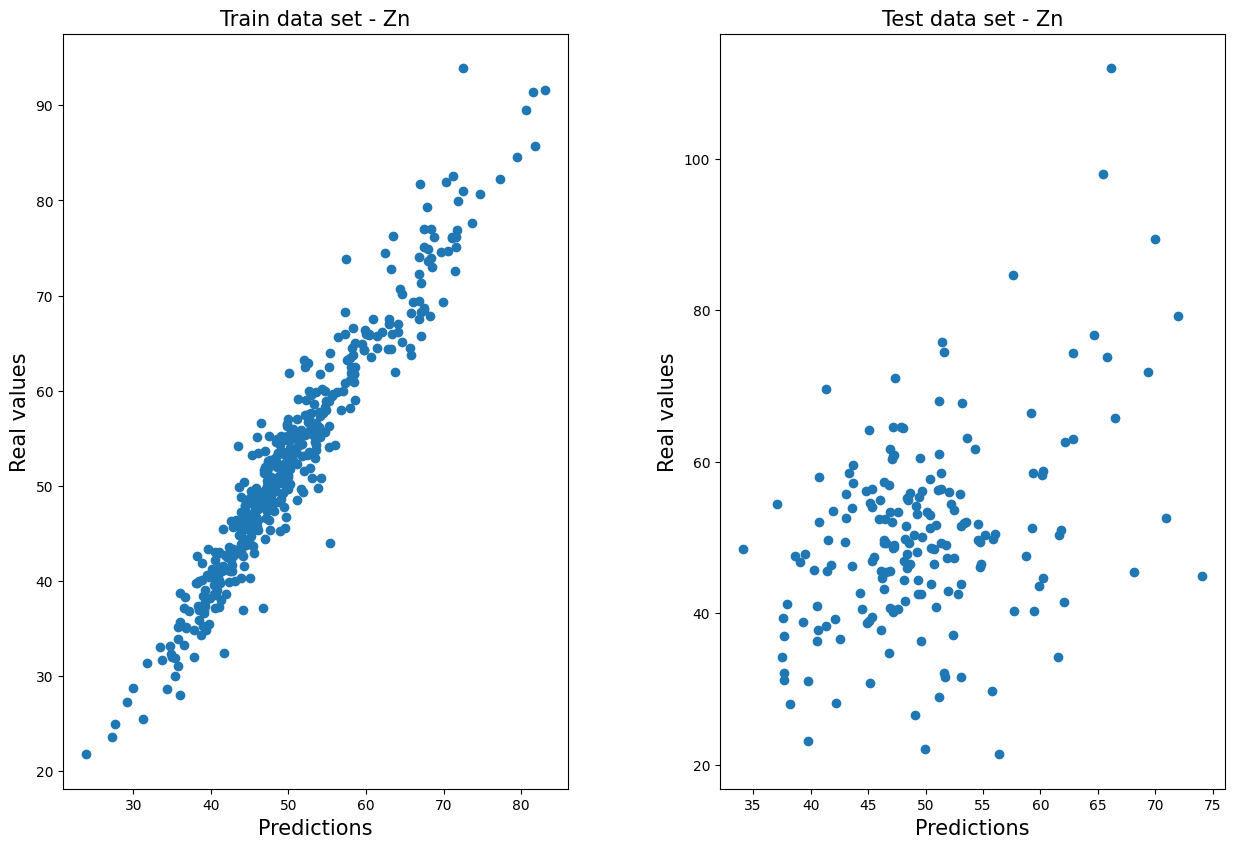 Train data set - Zn
Real values
90
80
70
60
50
40
30
20
30 40 50 60 70 80
Predictions
Test data set - Zn
Real values
100
80
60
40
20
35 40 45 50 55 60 65 70 75
Predictions